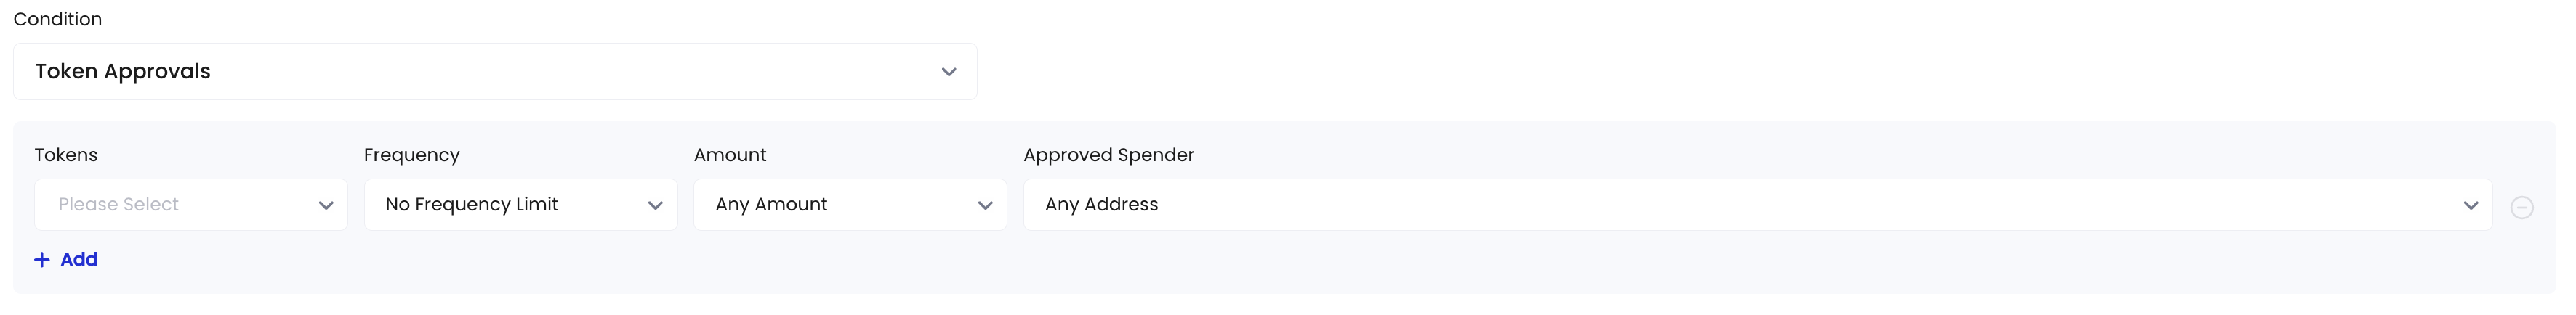 Condition
Token Approvals
Tokens Frequency Amount Approved Spender
Please Select No Frequency Limit Any Amount Any Address
+ Add